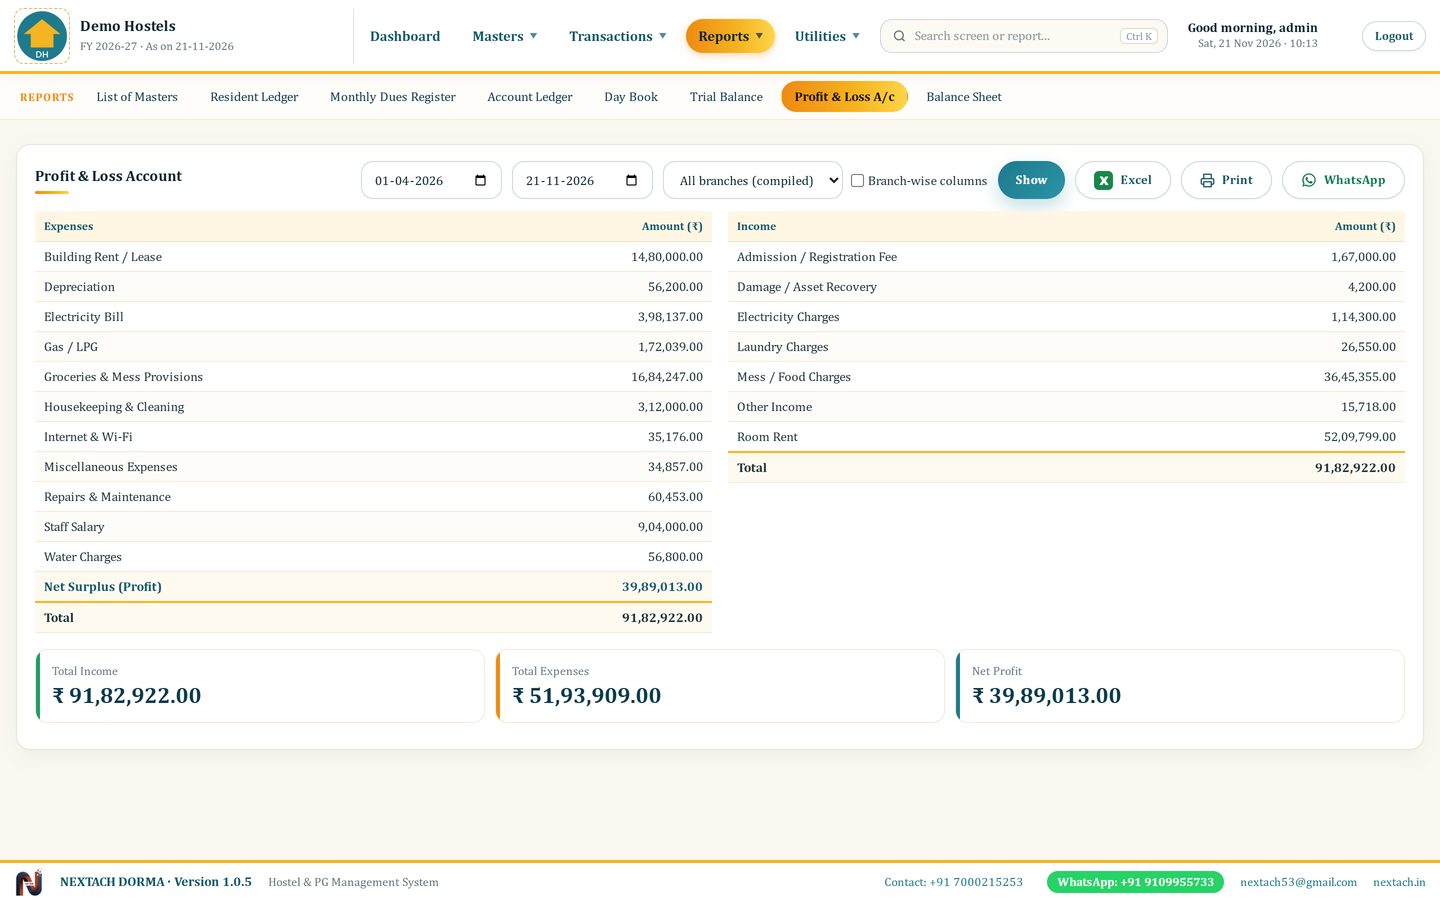 Demo Hostels
FY 2026-27 · As on 21-11-2026
DH
Dashboard Masters Transactions Reports Utilities
Search screen or report... Ctrl K
Good morning, admin
Sat, 21 Nov 2026 · 10:13
Logout
REPORTS List of Masters Resident Ledger Monthly Dues Register Account Ledger Day Book Trial Balance Profit & Loss A/c Balance Sheet
Profit & Loss Account
01-04-2026 21-11-2026 All branches (compiled) Branch-wise columns Show Excel Print WhatsApp
Expenses Amount (₹)
Building Rent / Lease 14,80,000.00
Depreciation 56,200.00
Electricity Bill 3,98,137.00
Gas / LPG 1,72,039.00
Groceries & Mess Provisions 16,84,247.00
Housekeeping & Cleaning 3,12,000.00
Internet & Wi-Fi 35,176.00
Miscellaneous Expenses 34,857.00
Repairs & Maintenance 60,453.00
Staff Salary 9,04,000.00
Water Charges 56,800.00
Net Surplus (Profit) 39,89,013.00
Total 91,82,922.00
Income Amount (₹)
Admission / Registration Fee 1,67,000.00
Damage / Asset Recovery 4,200.00
Electricity Charges 1,14,300.00
Laundry Charges 26,550.00
Mess / Food Charges 36,45,355.00
Other Income 15,718.00
Room Rent 52,09,799.00
Total 91,82,922.00
Total Income
₹ 91,82,922.00
Total Expenses
₹ 51,93,909.00
Net Profit
₹ 39,89,013.00
NEXTACH DORMA · Version 1.0.5 Hostel & PG Management System
Contact: +91 7000215253 WhatsApp: +91 9109955733 nextach53@gmail.com nextach.in